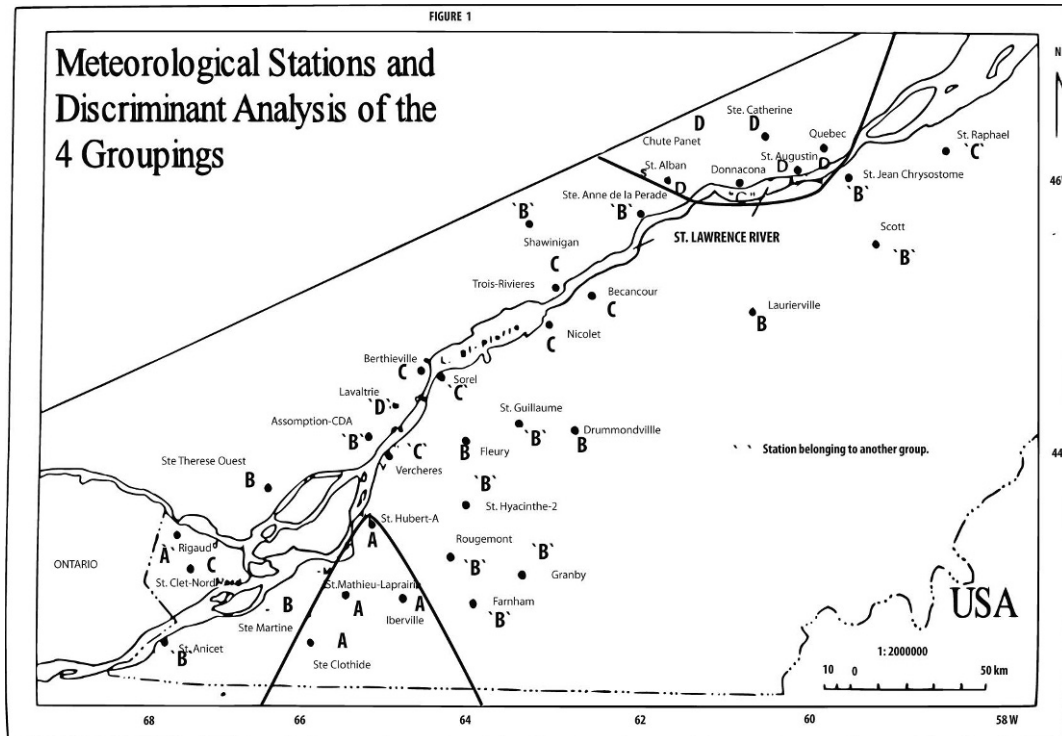 FIGURE 1
Meteorological Stations and
Discriminant Analysis of the
4 Groupings
N
Ste. Catherine
D D
Chute Panet
Quebec
St. Raphael
`C`
St. Augustin
D D
St. Alban
D
Donnacona
"C"
St. Jean Chrysostome
`B`
46°
Ste. Anne de la Perade
`B`
`B`
Shawinigan
ST. LAWRENCE RIVER
Scott
`B`
C
Trois-Rivieres
Becancour
C
Laurierville
B
Nicolet
C
Berthieville
C
Sorel
`C`
Lavaltrie
`D`
St. Guillaume
`B`
Assomption-CDA
`B`
Drummondvillle
B
B
Fleury
`C`
Vercheres
` ` Station belonging to another group.
44
Ste Therese Ouest
B
`B`
St. Hyacinthe-2
St. Hubert-A
A
Rigaud
A`
C
ONTARIO
St. Clet-Nord
Rougemont
`B`
`B`
Granby
St.Mathieu-Laprairi
A
A
Iberville
Farnham
`B`
B
Ste Martine
A
Ste Clothide
St. Anicet
`B`
USA
1: 2000000
10 0 50 km
68 66 64 62 60 58 W